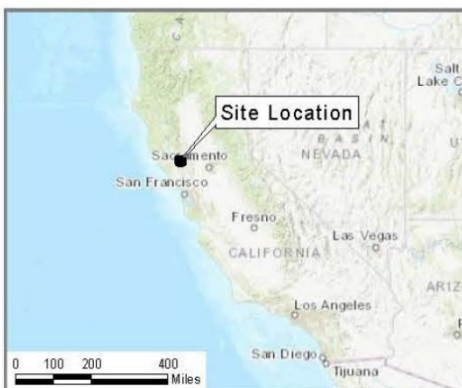 C A
Salt
Lake C
Site Location
A T
B A S I N
U
Sacramento
NEVADA
San Francisco
Fresno
Las Vegas
CALIFORNIA
ARIZ
Los Angeles
P
San Diego
Tijuana
0 100 200 400
Miles